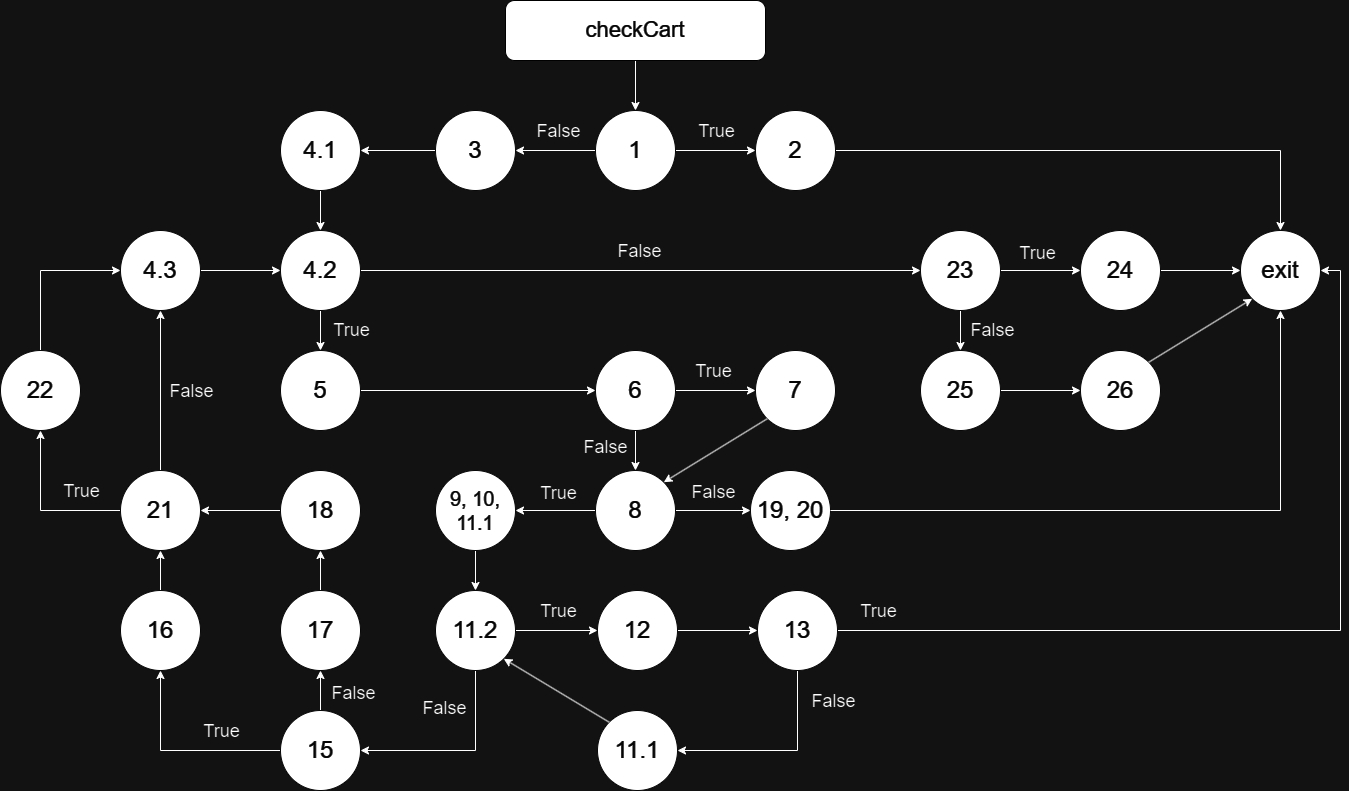 checkCart
4.1
3
False
1
True
2
4.3
4.2
False
23
True
24
exit
True
False
22
False
5
6
True
7
25
26
False
True
21
18
9, 10,
11.1
True
8
False
19, 20
16
17
11.2
True
12
13
True
False
False
False
True
15
11.1